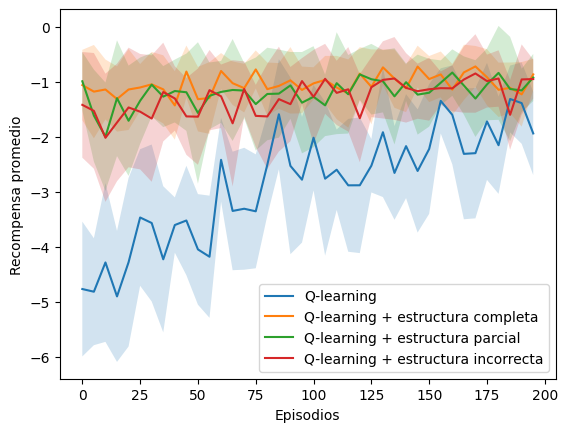 0
−1
−2
−3
−4
−5
−6
Recompensa promedio
0
25
50
75
100
125
150
175
200
Episodios
Q-learning
Q-learning + estructura completa
Q-learning + estructura parcial
Q-learning + estructura incorrecta